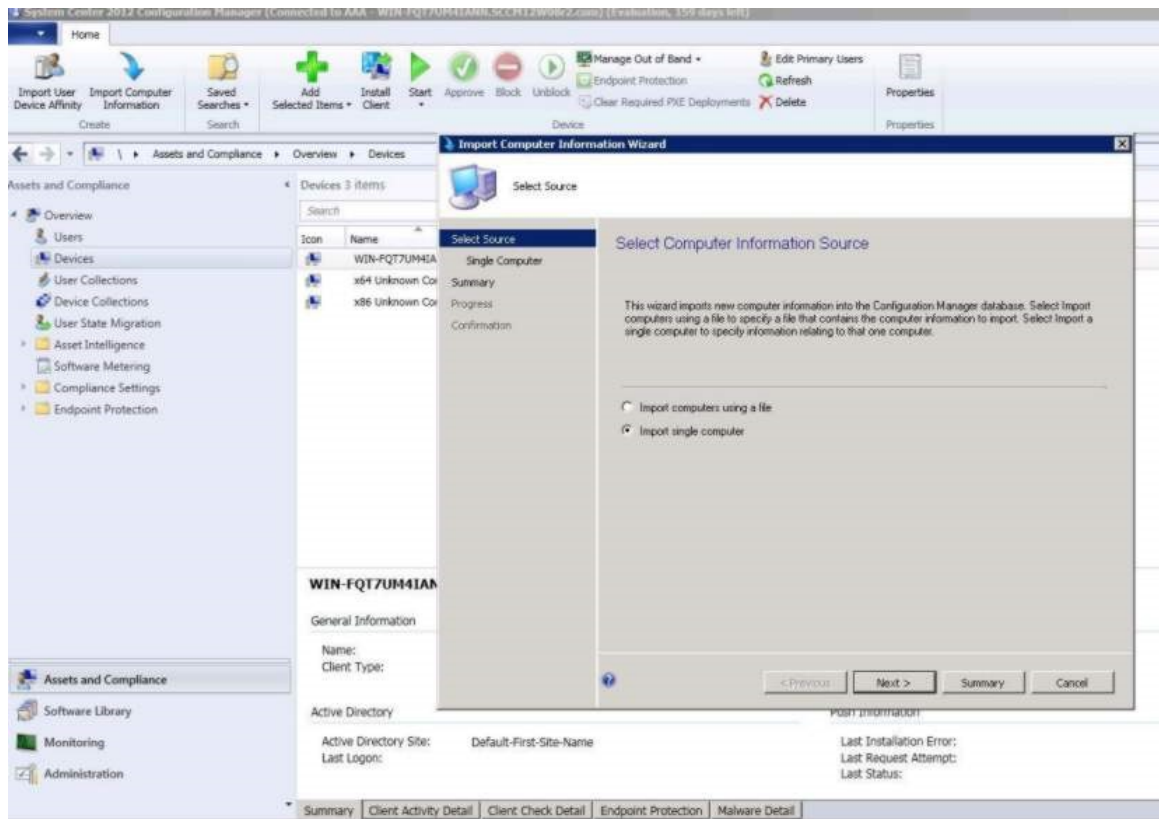 System Center 2012 Configuration Manager (Connected to AAA - WIN-FQT7UM4IANN.SCCM12W08r2.com) (Evaluation, 159 days left)
Home
Import User Device Affinity
Import Computer Information
Saved Searches
Add Selected Items
Install Client
Start
Approve
Block
Unblock
Manage Out of Band
Endpoint Protection
Clear Required PXE Deployments
Edit Primary Users
Refresh
Delete
Properties
Create
Search
Device
Properties
\ Assets and Compliance Overview Devices
Assets and Compliance
Overview
Users
Devices
User Collections
Device Collections
User State Migration
Asset Intelligence
Software Metering
Compliance Settings
Endpoint Protection
Assets and Compliance
Software Library
Monitoring
Administration
Devices 3 items
Search
Icon Name
WIN-FQT7UM4IA
x64 Unknown Co
x86 Unknown Co
Import Computer Information Wizard
Select Source
Select Source
Single Computer
Summary
Progress
Confirmation
Select Computer Information Source
This wizard imports new computer information into the Configuration Manager database. Select Import
computers using a file to specify a file that contains the computer information to import. Select Import a
single computer to specify information relating to that one computer.
Import computers using a file
Import single computer
< Previous Next > Summary Cancel
WIN-FQT7UM4IAN
General Information
Name:
Client Type:
Active Directory
Active Directory Site: Default-First-Site-Name
Last Logon:
Push Information
Last Installation Error:
Last Request Attempt:
Last Status:
Summary Client Activity Detail Client Check Detail Endpoint Protection Malware Detail